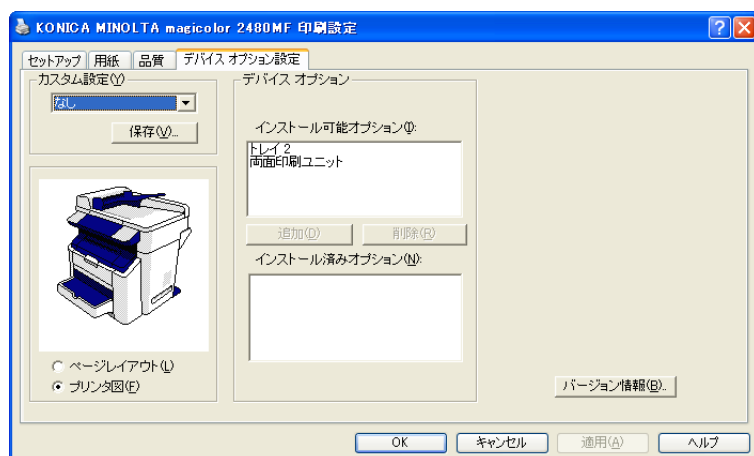 KONICA MINOLTA magicolor 2480MF 印刷設定
セットアップ 用紙 品質 デバイス オプション設定
カスタム設定(Y)
なし
保存(V)...
デバイス オプション
インストール可能オプション(I):
トレイ 2
両面印刷ユニット
追加(D) 削除(R)
インストール済みオプション(N):
ページレイアウト(L)
プリンタ図(F)
バージョン情報(B)...
OK キャンセル 適用(A) ヘルプ